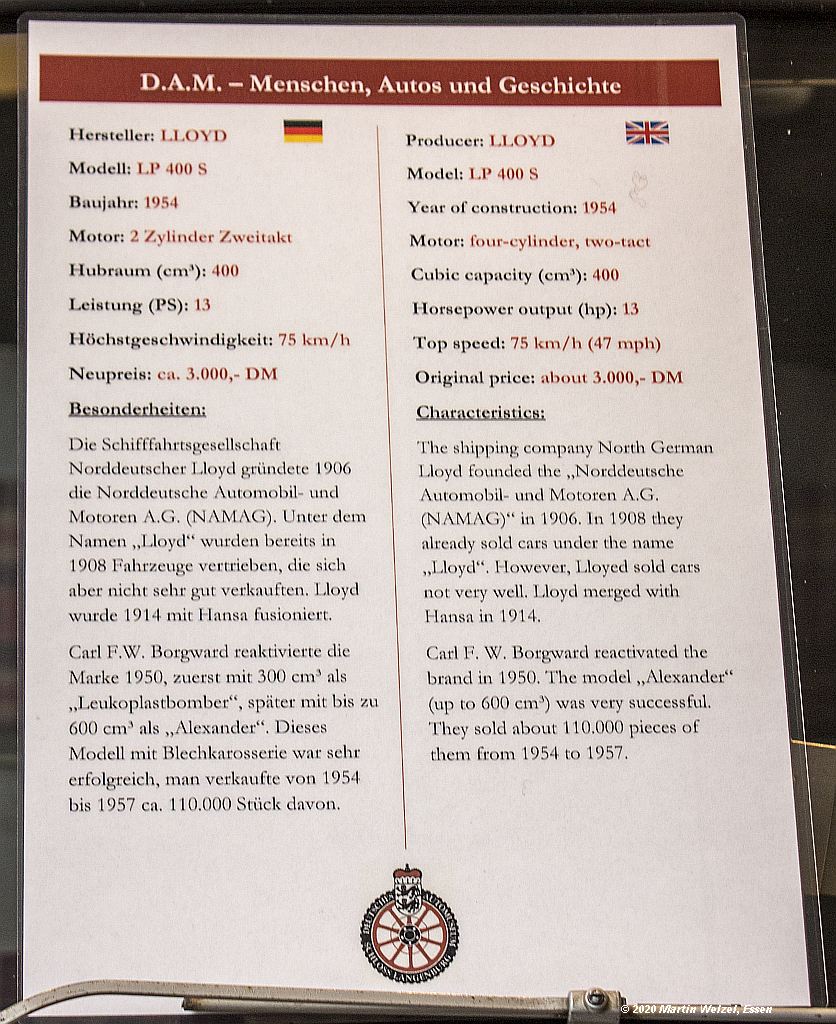 D.A.M. – Menschen, Autos und Geschichte
Hersteller: LLOYD
Modell: LP 400 S
Baujahr: 1954
Motor: 2 Zylinder Zweitakt
Hubraum (cm³): 400
Leistung (PS): 13
Höchstgeschwindigkeit: 75 km/h
Neupreis: ca. 3.000,- DM
Besonderheiten:
Die Schifffahrtsgesellschaft
Norddeutscher Lloyd gründete 1906
die Norddeutsche Automobil- und
Motoren A.G. (NAMAG). Unter dem
Namen „Lloyd“ wurden bereits in
1908 Fahrzeuge vertrieben, die sich
aber nicht sehr gut verkauften. Lloyd
wurde 1914 mit Hansa fusioniert.
Carl F.W. Borgward reaktivierte die
Marke 1950, zuerst mit 300 cm³ als
„Leukoplastbomber“, später mit bis zu
600 cm³ als „Alexander“. Dieses
Modell mit Blechkarosserie war sehr
erfolgreich, man verkaufte von 1954
bis 1957 ca. 110.000 Stück davon.
Producer: LLOYD
Model: LP 400 S
Year of construction: 1954
Motor: four-cylinder, two-tact
Cubic capacity (cm³): 400
Horsepower output (hp): 13
Top speed: 75 km/h (47 mph)
Original price: about 3.000,- DM
Characteristics:
The shipping company North German
Lloyd founded the „Norddeutsche
Automobil- und Motoren A.G.
(NAMAG)“ in 1906. In 1908 they
already sold cars under the name
„Lloyd“. However, Lloyed sold cars
not very well. Lloyd merged with
Hansa in 1914.
Carl F. W. Borgward reactivated the
brand in 1950. The model „Alexander“
(up to 600 cm³) was very successful.
They sold about 110.000 pieces of
them from 1954 to 1957.
DEUTSCHES AUTOMUSEUM
SCHLOSS LANGENBURG
© 2020 Martin Welzel, Essen